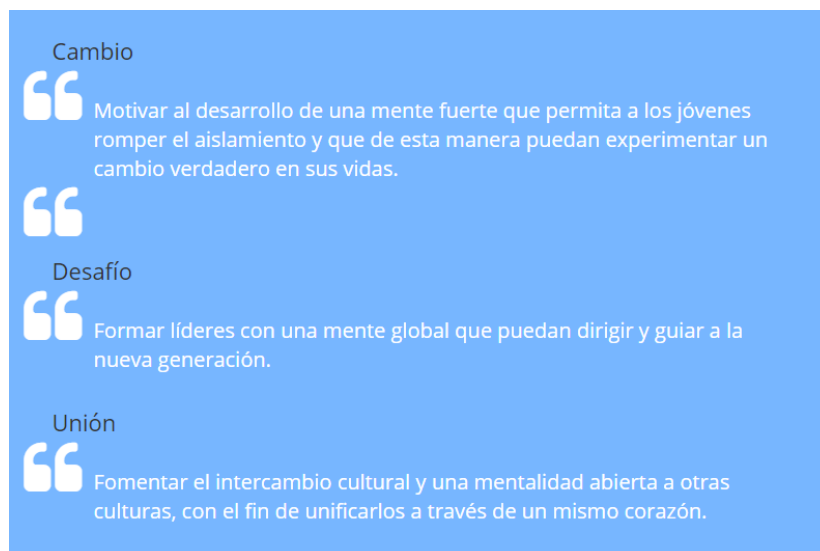 Cambio
Motivar al desarrollo de una mente fuerte que permita a los jóvenes
romper el aislamiento y que de esta manera puedan experimentar un
cambio verdadero en sus vidas.
Desafío
Formar líderes con una mente global que puedan dirigir y guiar a la
nueva generación.
Unión
Fomentar el intercambio cultural y una mentalidad abierta a otras
culturas, con el fin de unificarlos a través de un mismo corazón.